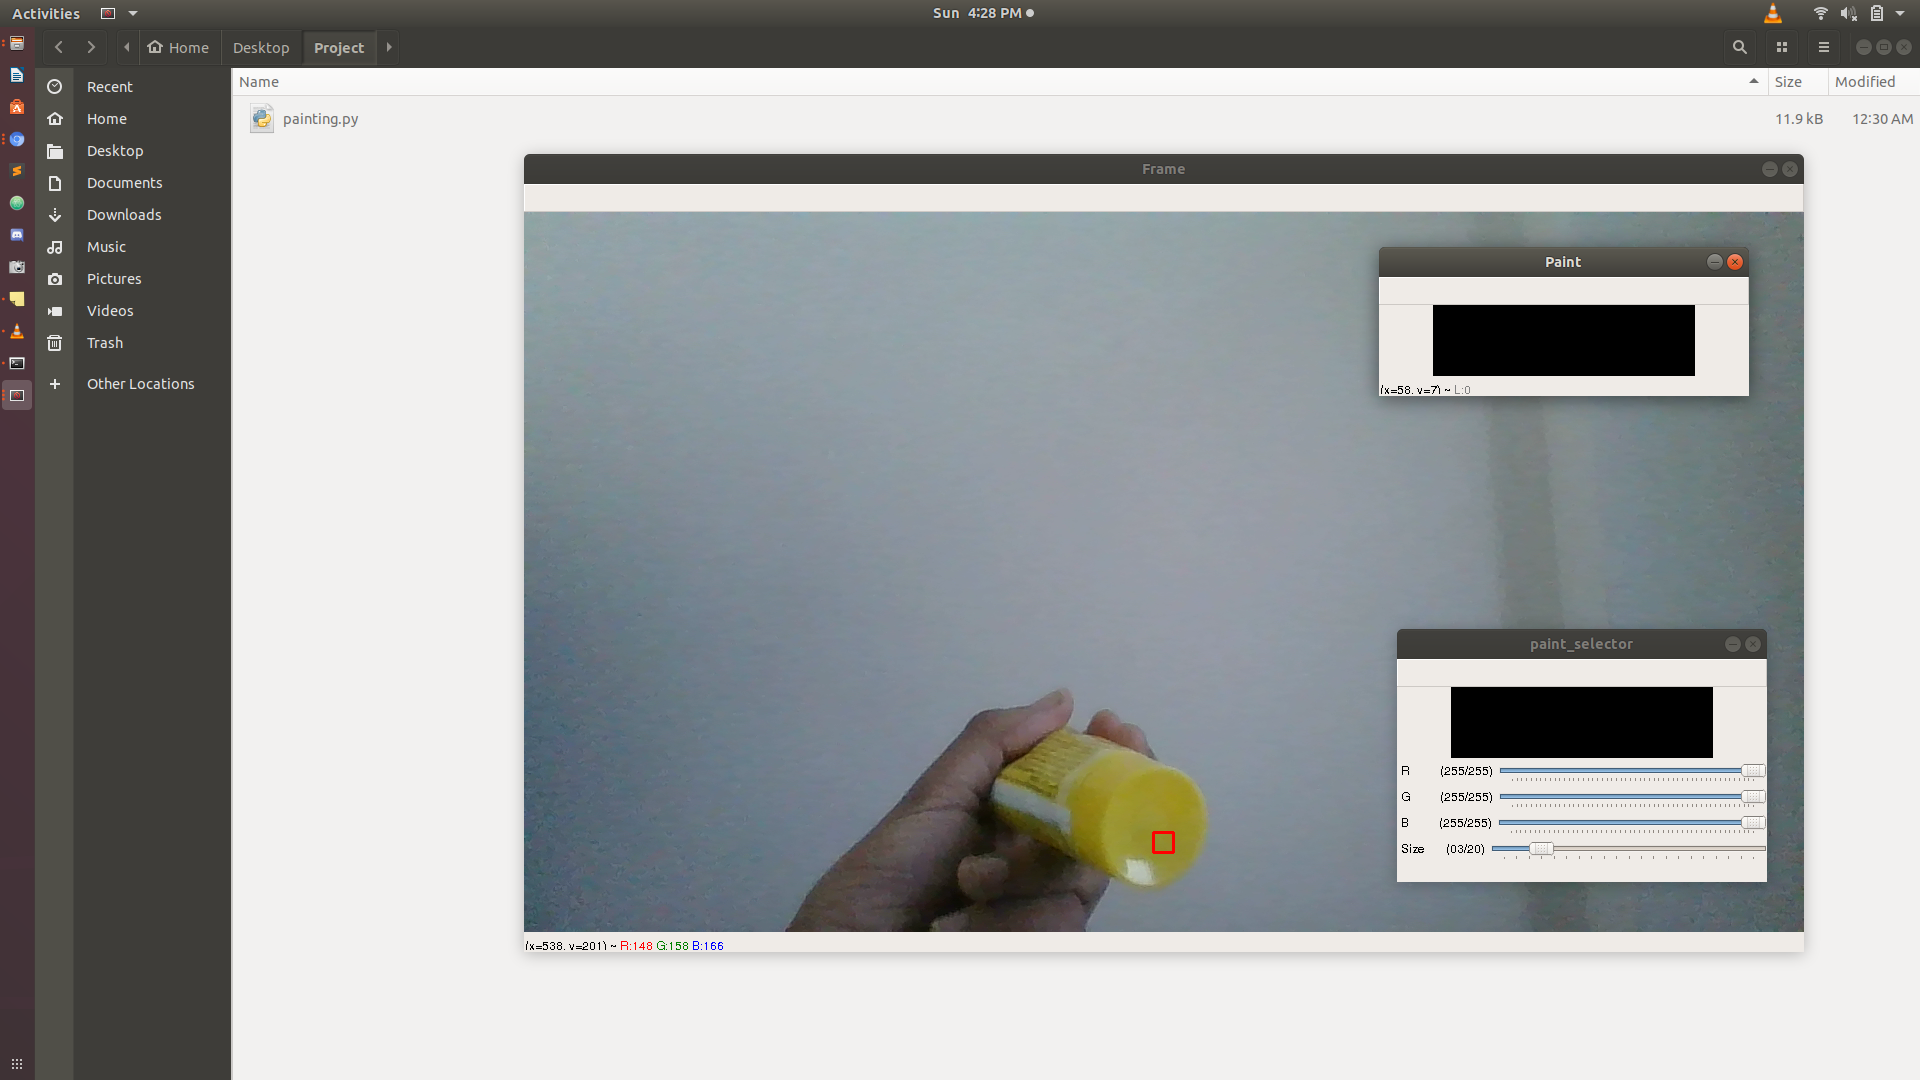 Activities
Sun 4:28 PM
Home Desktop Project
Recent
Home
Desktop
Documents
Downloads
Music
Pictures
Videos
Trash
Other Locations
Name Size Modified
painting.py 11.9 kB 12:30 AM
Frame
Paint
(x=58, y=7) ~ L:0
paint_selector
R (255/255)
G (255/255)
B (255/255)
Size (03/20)
(x=538, y=201) ~ R:148 G:158 B:166